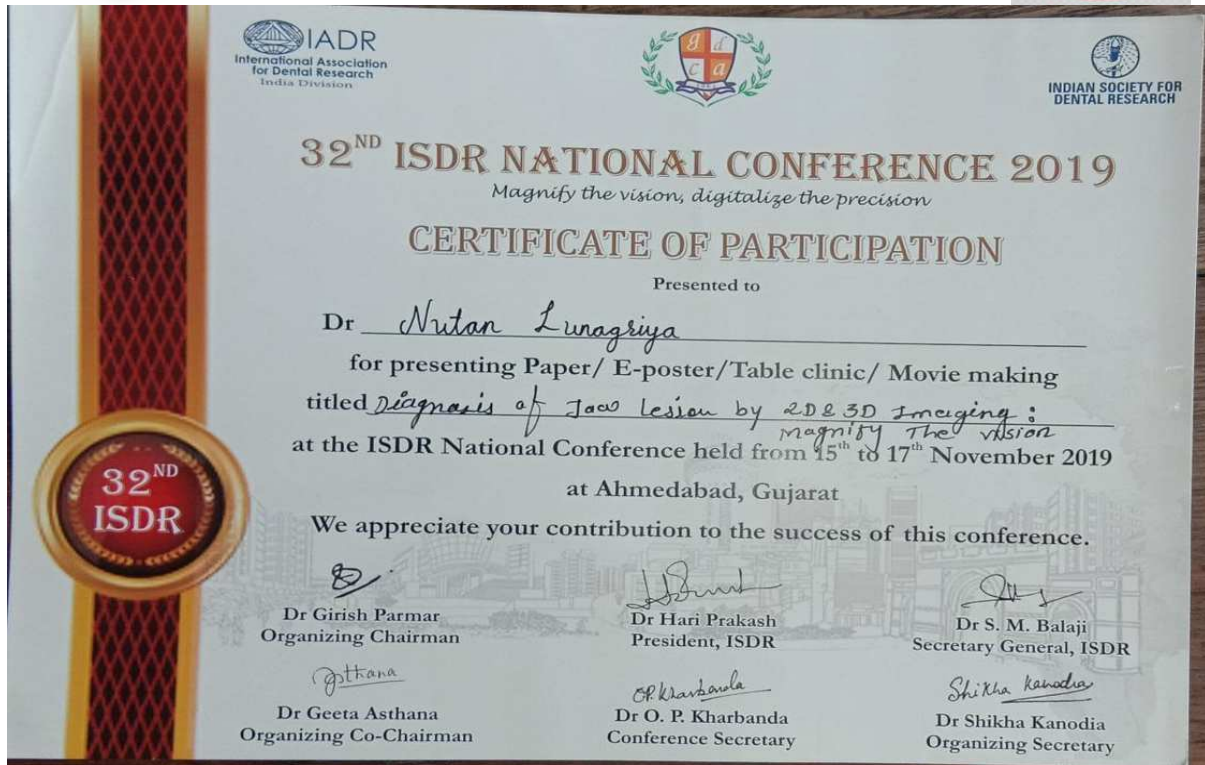 IADR
International Association
for Dental Research
India Division
g d
c a
INDIAN SOCIETY FOR
DENTAL RESEARCH
32ND ISDR NATIONAL CONFERENCE 2019
Magnify the vision, digitalize the precision
CERTIFICATE OF PARTICIPATION
Presented to
Dr Nutan Lunagriya
for presenting Paper/ E-poster/Table clinic/ Movie making
titled Diagnosis of Jaw Lesion by 2D & 3D Imaging :
Magnify The vision
at the ISDR National Conference held from 15th to 17th November 2019
at Ahmedabad, Gujarat
We appreciate your contribution to the success of this conference.
32ND
ISDR
Dr Girish Parmar
Organizing Chairman
Dr Hari Prakash
President, ISDR
Dr S. M. Balaji
Secretary General, ISDR
Asthana
OP. Kharbanda
Shikha Kanodia
Dr Geeta Asthana
Organizing Co-Chairman
Dr O. P. Kharbanda
Conference Secretary
Dr Shikha Kanodia
Organizing Secretary